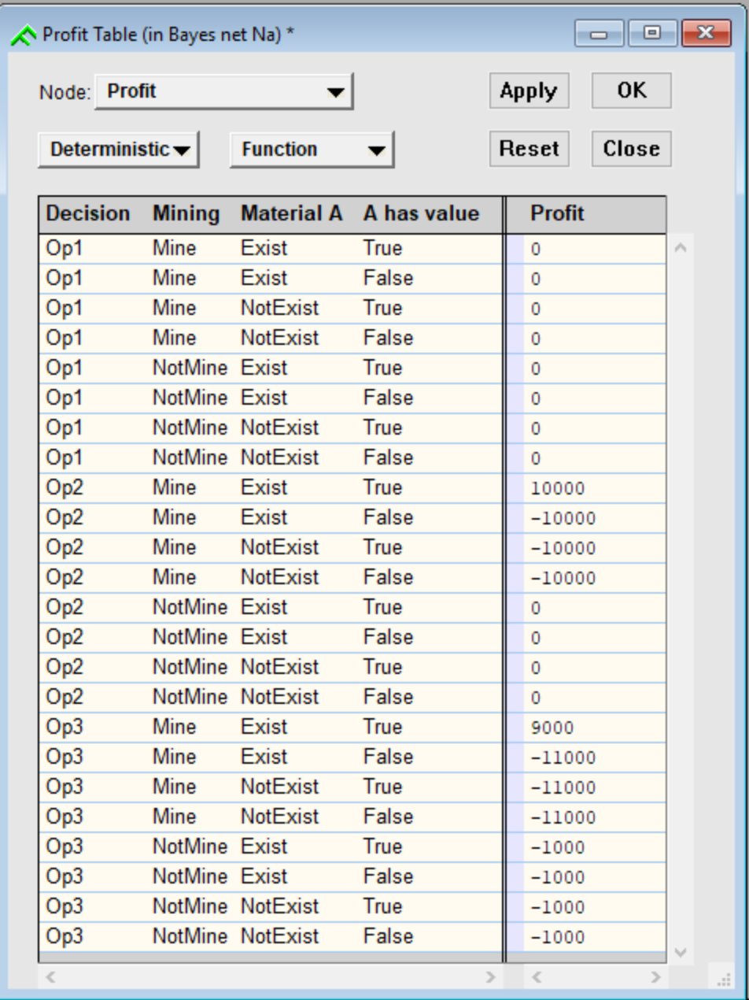 Profit Table (in Bayes net Na) *
Node: Profit Apply OK
Deterministic Function Reset Close
Decision Mining Material A A has value Profit
Op1 Mine Exist True 0
Op1 Mine Exist False 0
Op1 Mine NotExist True 0
Op1 Mine NotExist False 0
Op1 NotMine Exist True 0
Op1 NotMine Exist False 0
Op1 NotMine NotExist True 0
Op1 NotMine NotExist False 0
Op2 Mine Exist True 10000
Op2 Mine Exist False -10000
Op2 Mine NotExist True -10000
Op2 Mine NotExist False -10000
Op2 NotMine Exist True 0
Op2 NotMine Exist False 0
Op2 NotMine NotExist True 0
Op2 NotMine NotExist False 0
Op3 Mine Exist True 9000
Op3 Mine Exist False -11000
Op3 Mine NotExist True -11000
Op3 Mine NotExist False -11000
Op3 NotMine Exist True -1000
Op3 NotMine Exist False -1000
Op3 NotMine NotExist True -1000
Op3 NotMine NotExist False -1000